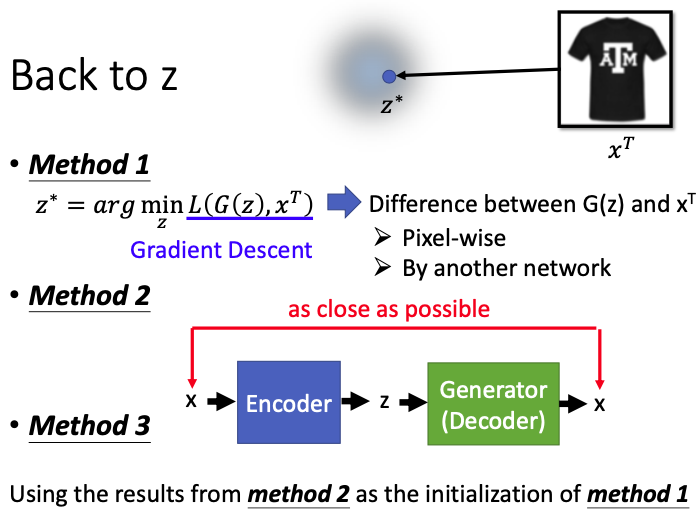 Back to z
A T M
z*
x^T
• Method 1
z* = arg min_z L(G(z), x^T)
Difference between G(z) and x^T
Gradient Descent
➢ Pixel-wise
➢ By another network
• Method 2
as close as possible
x Encoder z Generator (Decoder) x
• Method 3
Using the results from method 2 as the initialization of method 1